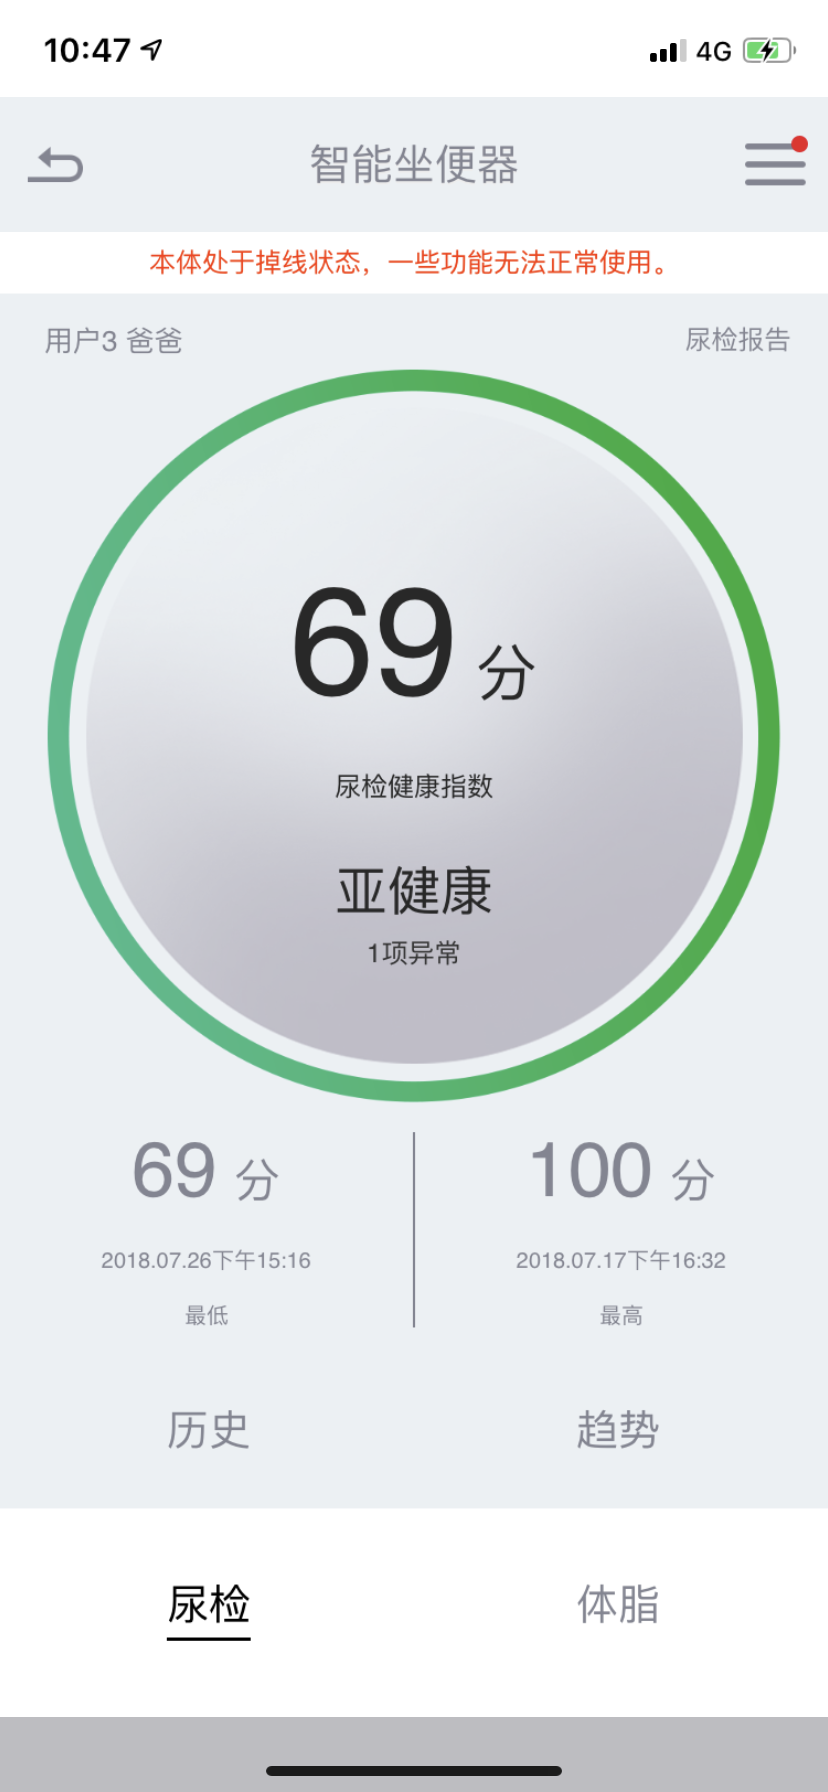 10:47
4G
智能坐便器
本体处于掉线状态，一些功能无法正常使用。
用户3 爸爸
尿检报告
69 分
尿检健康指数
亚健康
1项异常
69 分
100 分
2018.07.26下午15:16
2018.07.17下午16:32
最低
最高
历史
趋势
尿检
体脂